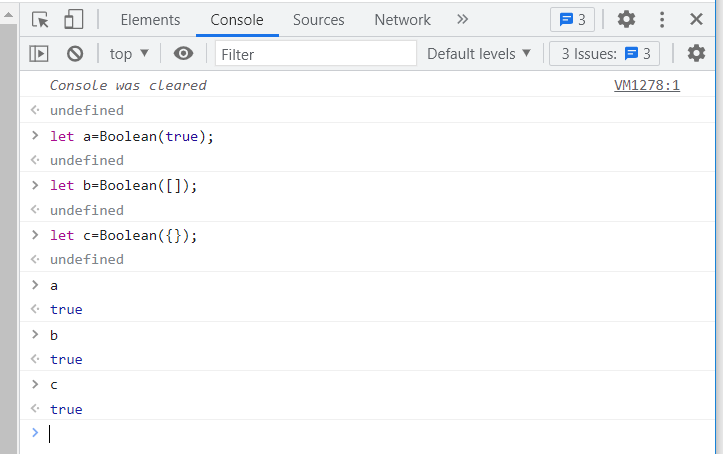 Elements Console Sources Network 3
top Filter Default levels 3 Issues: 3
Console was cleared VM1278:1
undefined
let a=Boolean(true);
undefined
let b=Boolean([]);
undefined
let c=Boolean({});
undefined
a
true
b
true
c
true